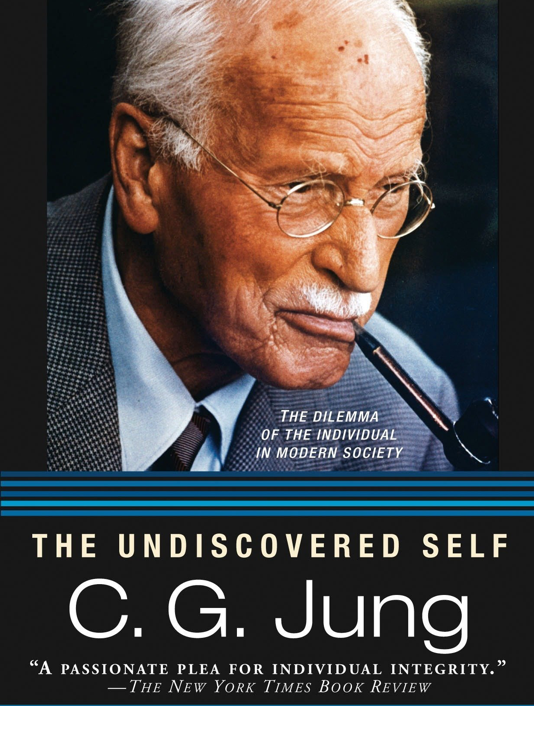 THE DILEMMA
OF THE INDIVIDUAL
IN MODERN SOCIETY
THE UNDISCOVERED SELF
C. G. Jung
“A PASSIONATE PLEA FOR INDIVIDUAL INTEGRITY.”
—THE NEW YORK TIMES BOOK REVIEW